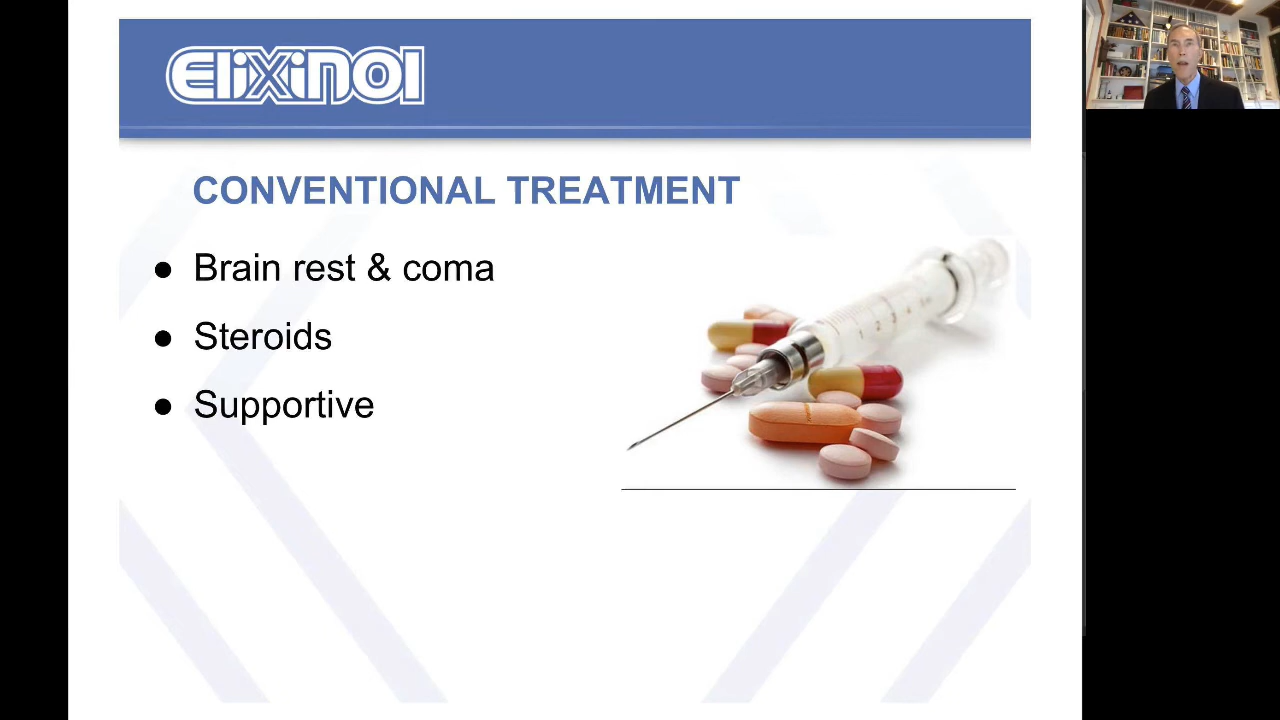 Elixinol
CONVENTIONAL TREATMENT
● Brain rest & coma
● Steroids
● Supportive